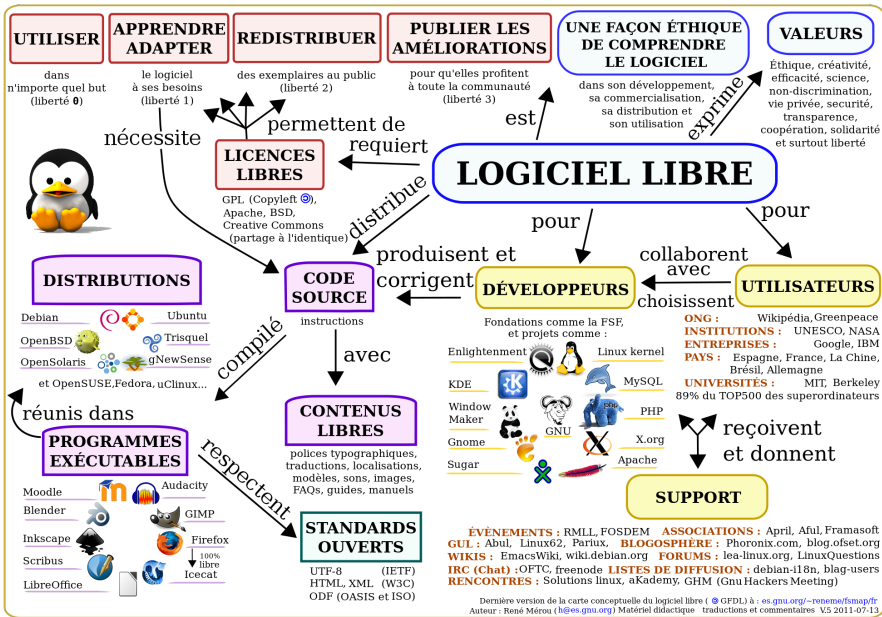 UTILISER
dans
n'importe quel but
(liberté 0)
APPRENDRE
ADAPTER
le logiciel
à ses besoins
(liberté 1)
REDISTRIBUER
des exemplaires au public
(liberté 2)
PUBLIER LES
AMÉLIORATIONS
pour qu'elles profitent
à toute la communauté
(liberté 3)
UNE FAÇON ÉTHIQUE
DE COMPRENDRE
LE LOGICIEL
dans son développement,
sa commercialisation,
sa distribution et
son utilisation
VALEURS
Éthique, créativité,
efficacité, science,
non-discrimination,
vie privée, securité,
transparence,
coopération, solidarité
et surtout liberté
nécessite
permettent de
requiert
est
exprime
LICENCES
LIBRES
GPL (Copyleft ),
Apache, BSD,
Creative Commons
(partage à l'identique)
LOGICIEL LIBRE
distribue
pour
pour
DISTRIBUTIONS
Debian
Ubuntu
OpenBSD
Trisquel
OpenSolaris
gNewSense
et OpenSUSE,Fedora, uClinux...
CODE
SOURCE
instructions
produisent et
corrigent
DÉVELOPPEURS
Fondations comme la FSF,
et projets comme :
Enlightenment
Linux kernel
KDE
MySQL
Window
Maker
GNU
PHP
Gnome
X.org
Sugar
Apache
collaborent
avec
choisissent
UTILISATEURS
ONG : Wikipédia,Greenpeace
INSTITUTIONS : UNESCO, NASA
ENTREPRISES : Google, IBM
PAYS : Espagne, France, La Chine,
Brésil, Allemagne
UNIVERSITÉS : MIT, Berkeley
89% du TOP500 des superordinateurs
compilé
avec
réunis dans
PROGRAMMES
EXÉCUTABLES
Moodle
Audacity
Blender
GIMP
Inkscape
Firefox
100%
libre
Scribus
Icecat
LibreOffice
respectent
CONTENUS
LIBRES
polices typographiques,
traductions, localisations,
modèles, sons, images,
FAQs, guides, manuels
STANDARDS
OUVERTS
UTF-8 (IETF)
HTML, XML (W3C)
ODF (OASIS et ISO)
reçoivent
et donnent
SUPPORT
ÉVÈNEMENTS : RMLL, FOSDEM ASSOCIATIONS : April, Aful, Framasoft
GUL : Abul, Linux62, Pariux, BLOGOSPHÈRE : Phoronix.com, blog.ofset.org
WIKIS : EmacsWiki, wiki.debian.org FORUMS : lea-linux.org, LinuxQuestions
IRC (Chat) :OFTC, freenode LISTES DE DIFFUSION : debian-i18n, blag-users
RENCONTRES : Solutions linux, aKademy, GHM (Gnu Hackers Meeting)
Dernière version de la carte conceptuelle du logiciel libre ( GFDL) à : es.gnu.org/~reneme/fsmap/fr
Auteur : René Mérou (h@es.gnu.org) Matériel didactique traductions et commentaires V.5 2011-07-13